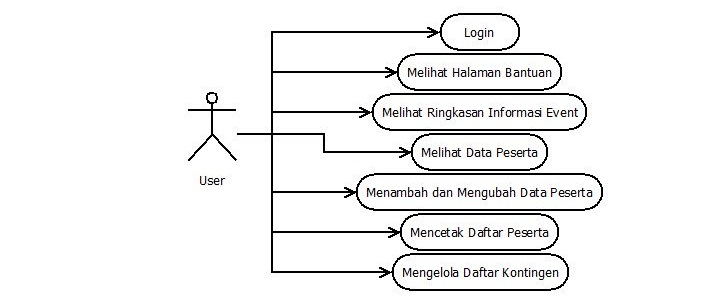 Login
Melihat Halaman Bantuan
Melihat Ringkasan Informasi Event
Melihat Data Peserta
User
Menambah dan Mengubah Data Peserta
Mencetak Daftar Peserta
Mengelola Daftar Kontingen